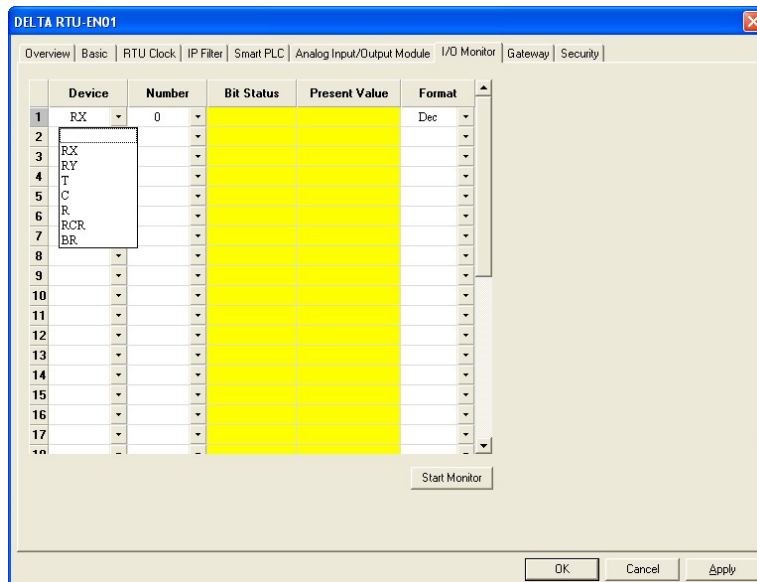 DELTA RTU-EN01
Overview Basic RTU Clock IP Filter Smart PLC Analog Input/Output Module I/O Monitor Gateway Security
Device Number Bit Status Present Value Format
1 RX 0 Dec
2
3 RX
RY
4 T
5 C
6 R
RCR
7 BR
8
9
10
11
12
13
14
15
16
17
18
Start Monitor
OK Cancel Apply